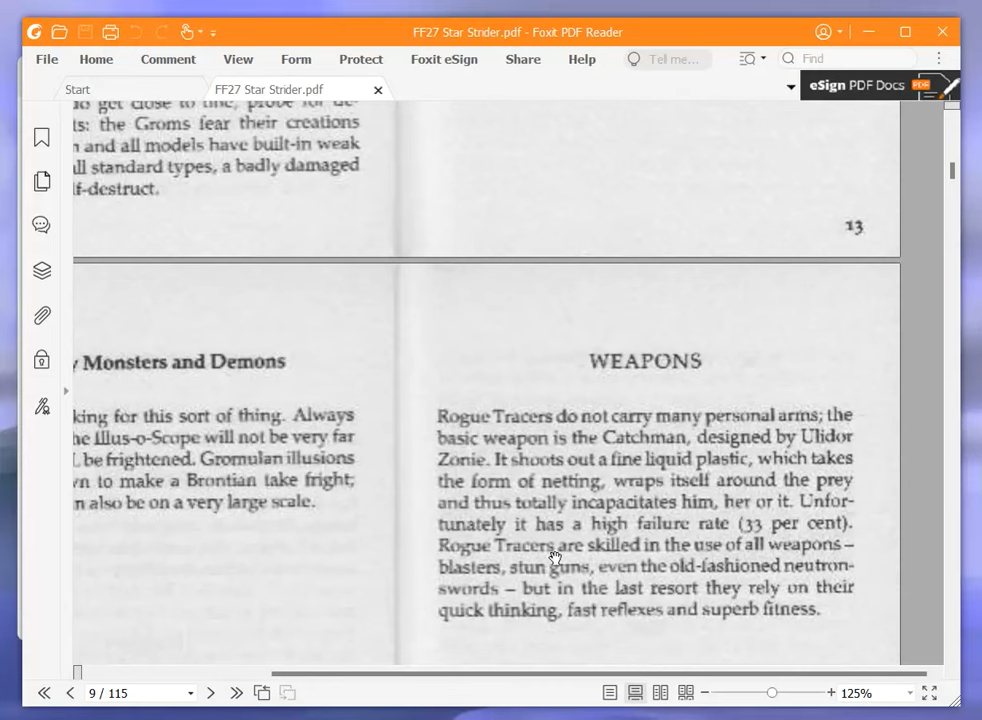 FF27 Star Strider.pdf - Foxit PDF Reader
File Home Comment View Form Protect Foxit eSign Share Help Tell me... Find
Start FF27 Star Strider.pdf eSign PDF Docs PDF
get close to
ts: the Groms fear their creations
n and all models have built-in weak
ll standard types, a badly damaged
lf-destruct.
13
y Monsters and Demons
king for this sort of thing. Always
he Illus-o-Scope will not be very far
l be frightened. Gromulan illusions
wn to make a Brontian take fright;
n also be on a very large scale.
WEAPONS
Rogue Tracers do not carry many personal arms; the
basic weapon is the Catchman, designed by Ulidor
Zonie. It shoots out a fine liquid plastic, which takes
the form of netting, wraps itself around the prey
and thus totally incapacitates him, her or it. Unfor-
tunately it has a high failure rate (33 per cent).
Rogue Tracers are skilled in the use of all weapons –
blasters, stun guns, even the old-fashioned neutron-
swords – but in the last resort they rely on their
quick thinking, fast reflexes and superb fitness.
9 / 115 125%